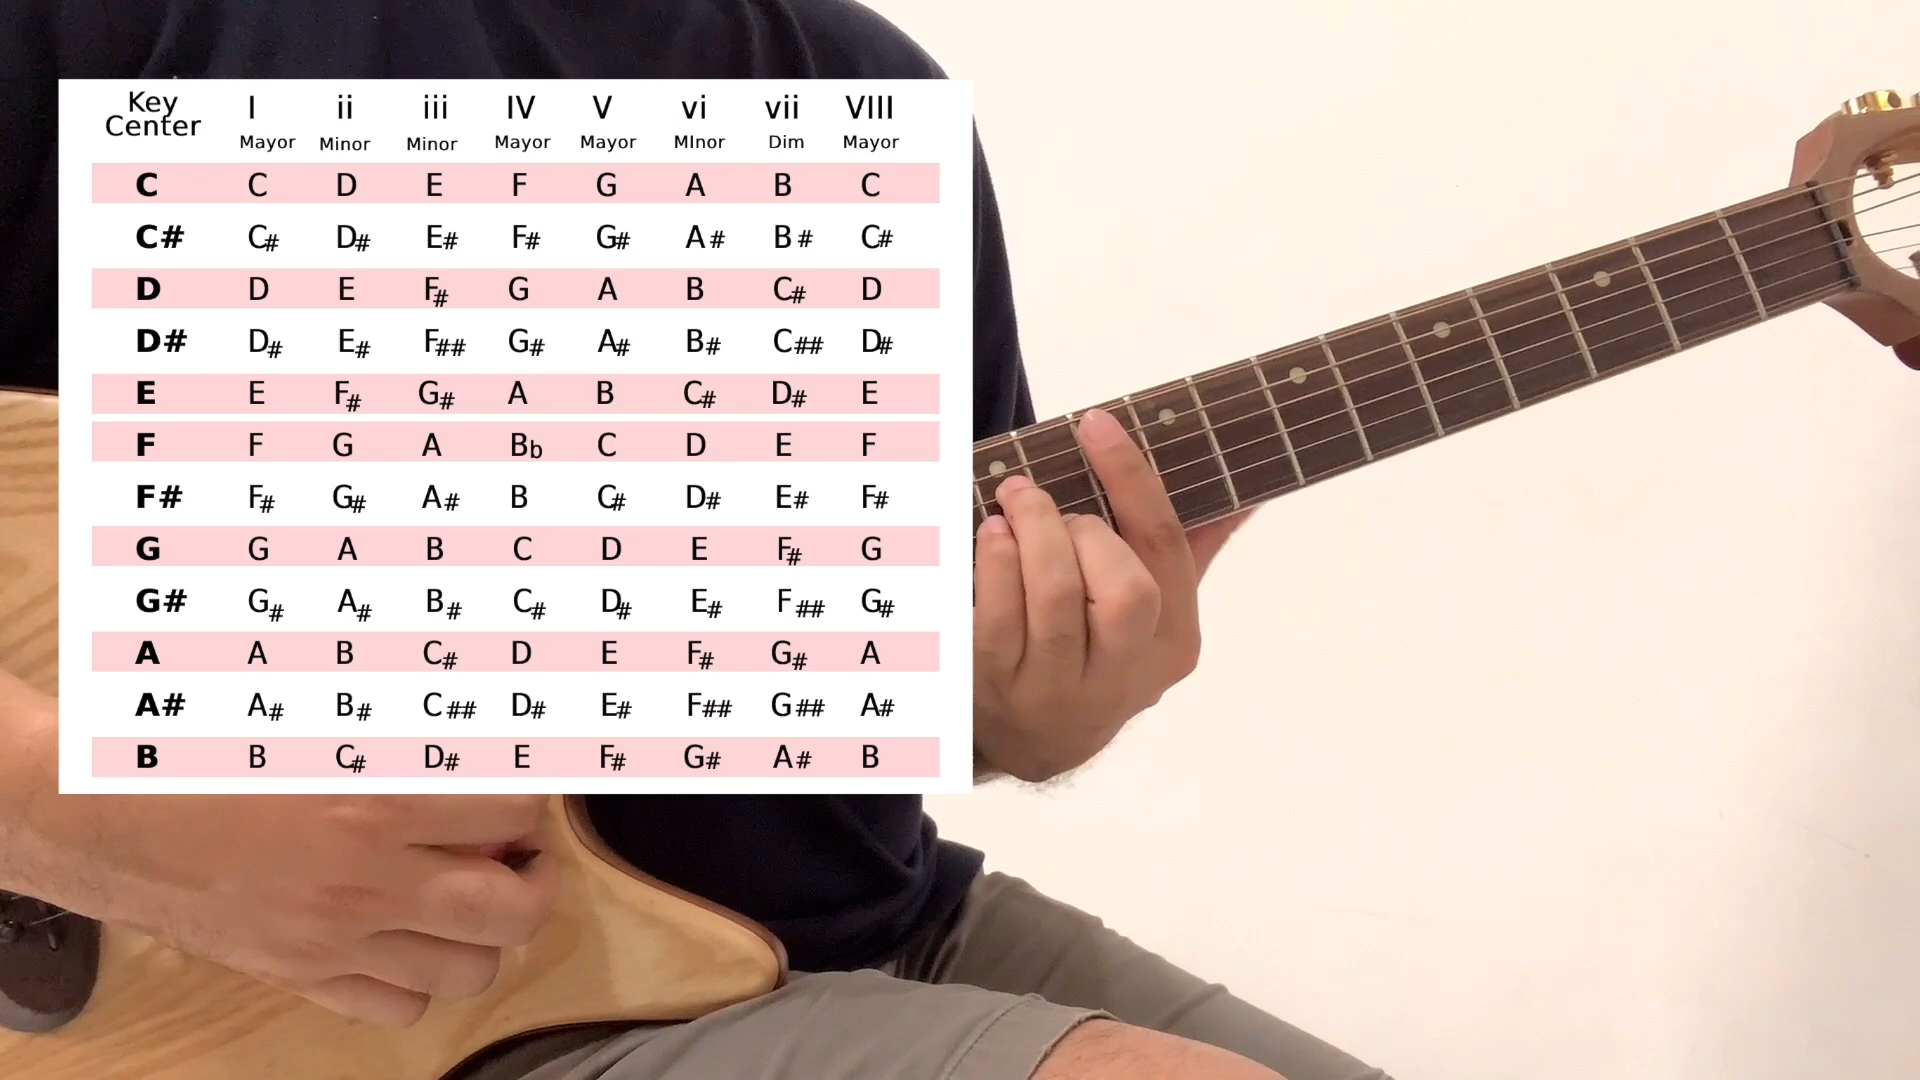 Key Center I ii iii IV V vi vii VIII
Mayor Minor Minor Mayor Mayor MInor Dim Mayor
C C D E F G A B C
C# C# D# E# F# G# A# B# C#
D D E F# G A B C# D
D# D# E# F## G# A# B# C## D#
E E F# G# A B C# D# E
F F G A Bb C D E F
F# F# G# A# B C# D# E# F#
G G A B C D E F# G
G# G# A# B# C# D# E# F## G#
A A B C# D E F# G# A
A# A# B# C## D# E# F## G## A#
B B C# D# E F# G# A# B